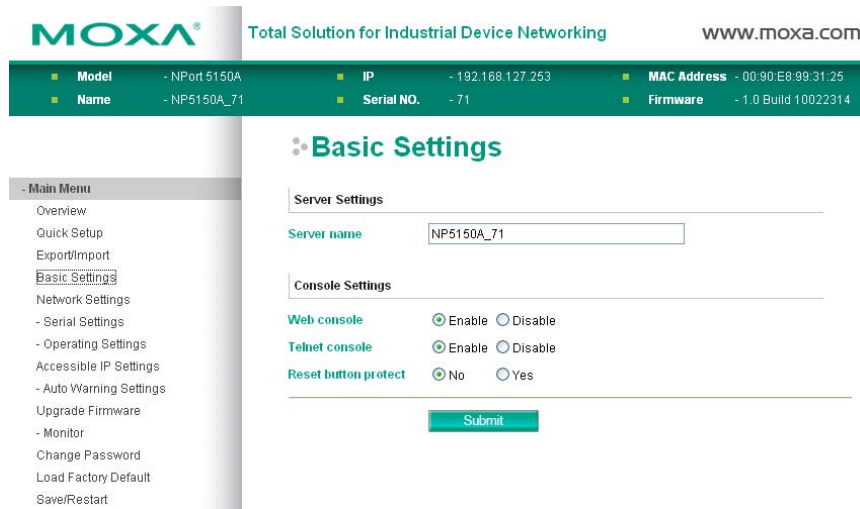 MOXA®
Total Solution for Industrial Device Networking
www.moxa.com
Model - NPort 5150A
IP - 192.168.127.253
MAC Address - 00:90:E8:99:31:25
Name - NP5150A_71
Serial NO. - 71
Firmware - 1.0 Build 10022314
- Main Menu
Overview
Quick Setup
Export/Import
Basic Settings
Network Settings
- Serial Settings
- Operating Settings
Accessible IP Settings
- Auto Warning Settings
Upgrade Firmware
- Monitor
Change Password
Load Factory Default
Save/Restart
Basic Settings
Server Settings
Server name NP5150A_71
Console Settings
Web console Enable Disable
Telnet console Enable Disable
Reset button protect No Yes
Submit